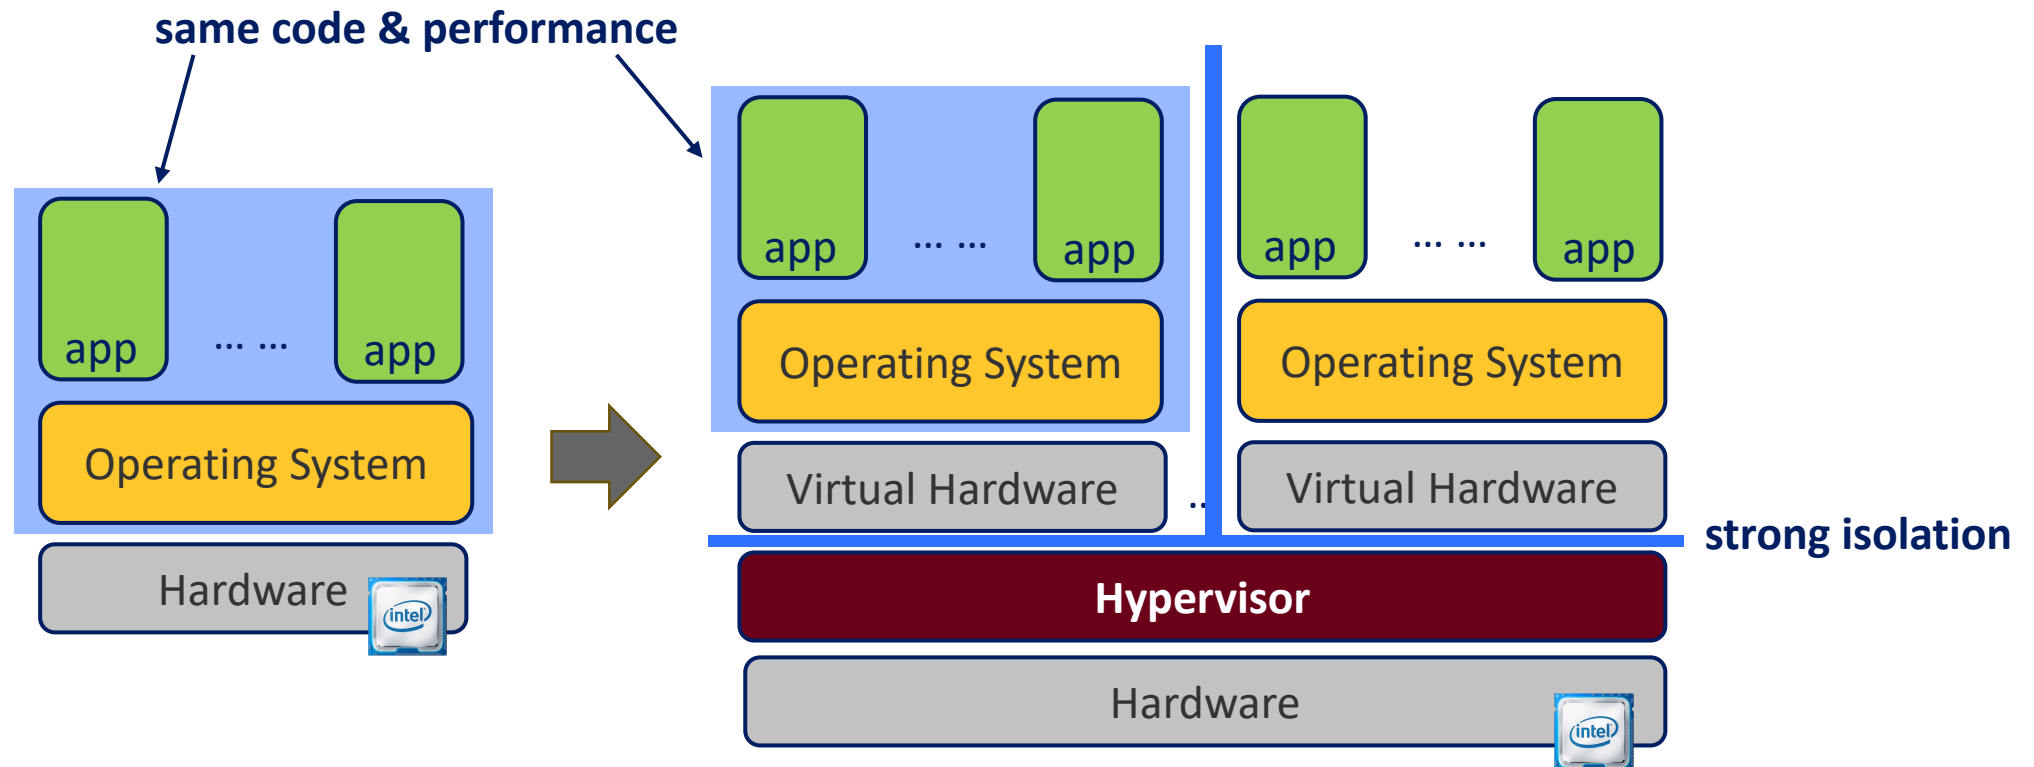 same code & performance
app ... ... app
Operating System
Hardware
intel
app ... ... app
Operating System
Virtual Hardware
..
app ... ... app
Operating System
Virtual Hardware
strong isolation
Hypervisor
Hardware
intel